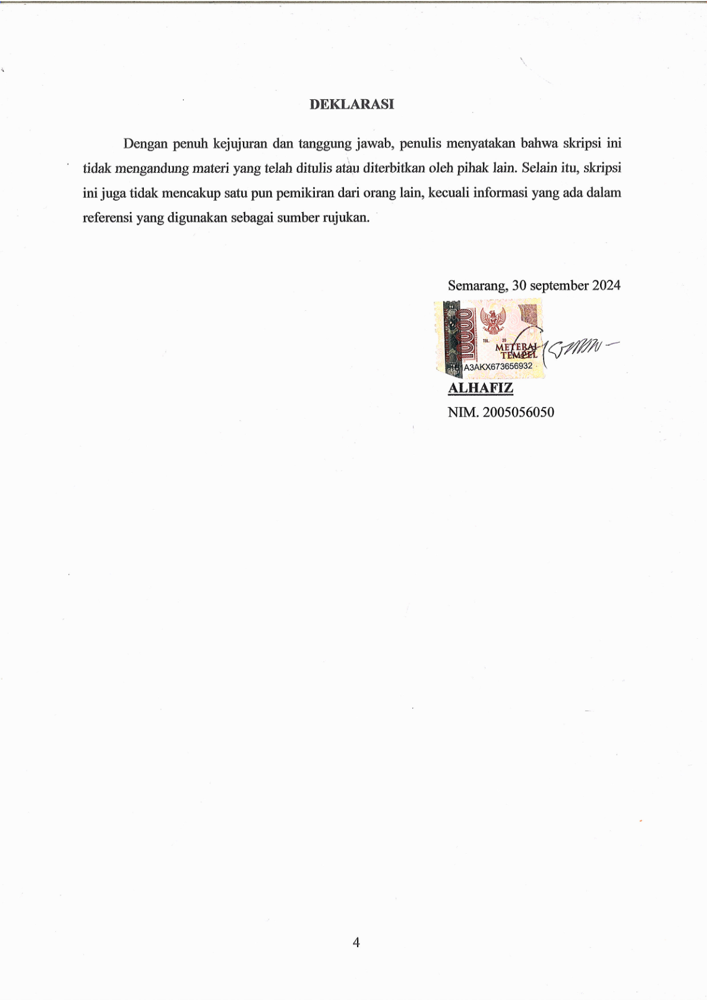 DEKLARASI
Dengan penuh kejujuran dan tanggung jawab, penulis menyatakan bahwa skripsi ini
tidak mengandung materi yang telah ditulis atau diterbitkan oleh pihak lain. Selain itu, skripsi
ini juga tidak mencakup satu pun pemikiran dari orang lain, kecuali informasi yang ada dalam
referensi yang digunakan sebagai sumber rujukan.
Semarang, 30 september 2024
10000
TGL. 20
METERAI
TEMPEL
A3AKX673656932
ALHAFIZ
NIM. 2005056050
4